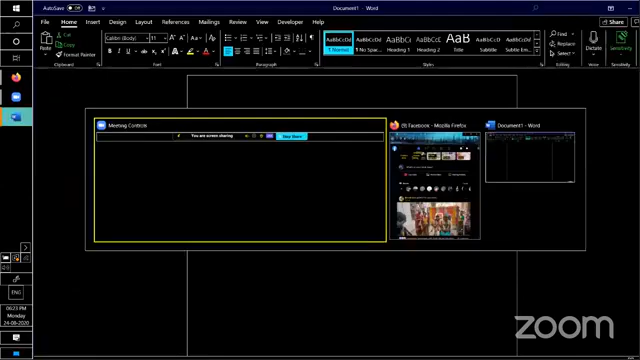 AutoSave Off
Document1 - Word
File Home Insert Design Layout References Mailings Review View Developer Help
Share
Paste
Cut
Copy
Format Painter
Clipboard
Calibri (Body) 11
Font
Paragraph
AaBbCcDd AaBbCcDd AaBbCc AaBbCcD AaB AaBbCcD AaBbCcDd
¶ Normal ¶ No Spac... Heading 1 Heading 2 Title Subtitle Subtle Em...
Styles
Find
Replace
Select
Editing
Dictate
Voice
Sensitivity
Sensitivity
Meeting Controls
You are screen sharing
Stop Share
Facebook - Mozilla Firefox
Document1 - Word
ENG
06:23 PM
Monday
24-08-2020
zoom